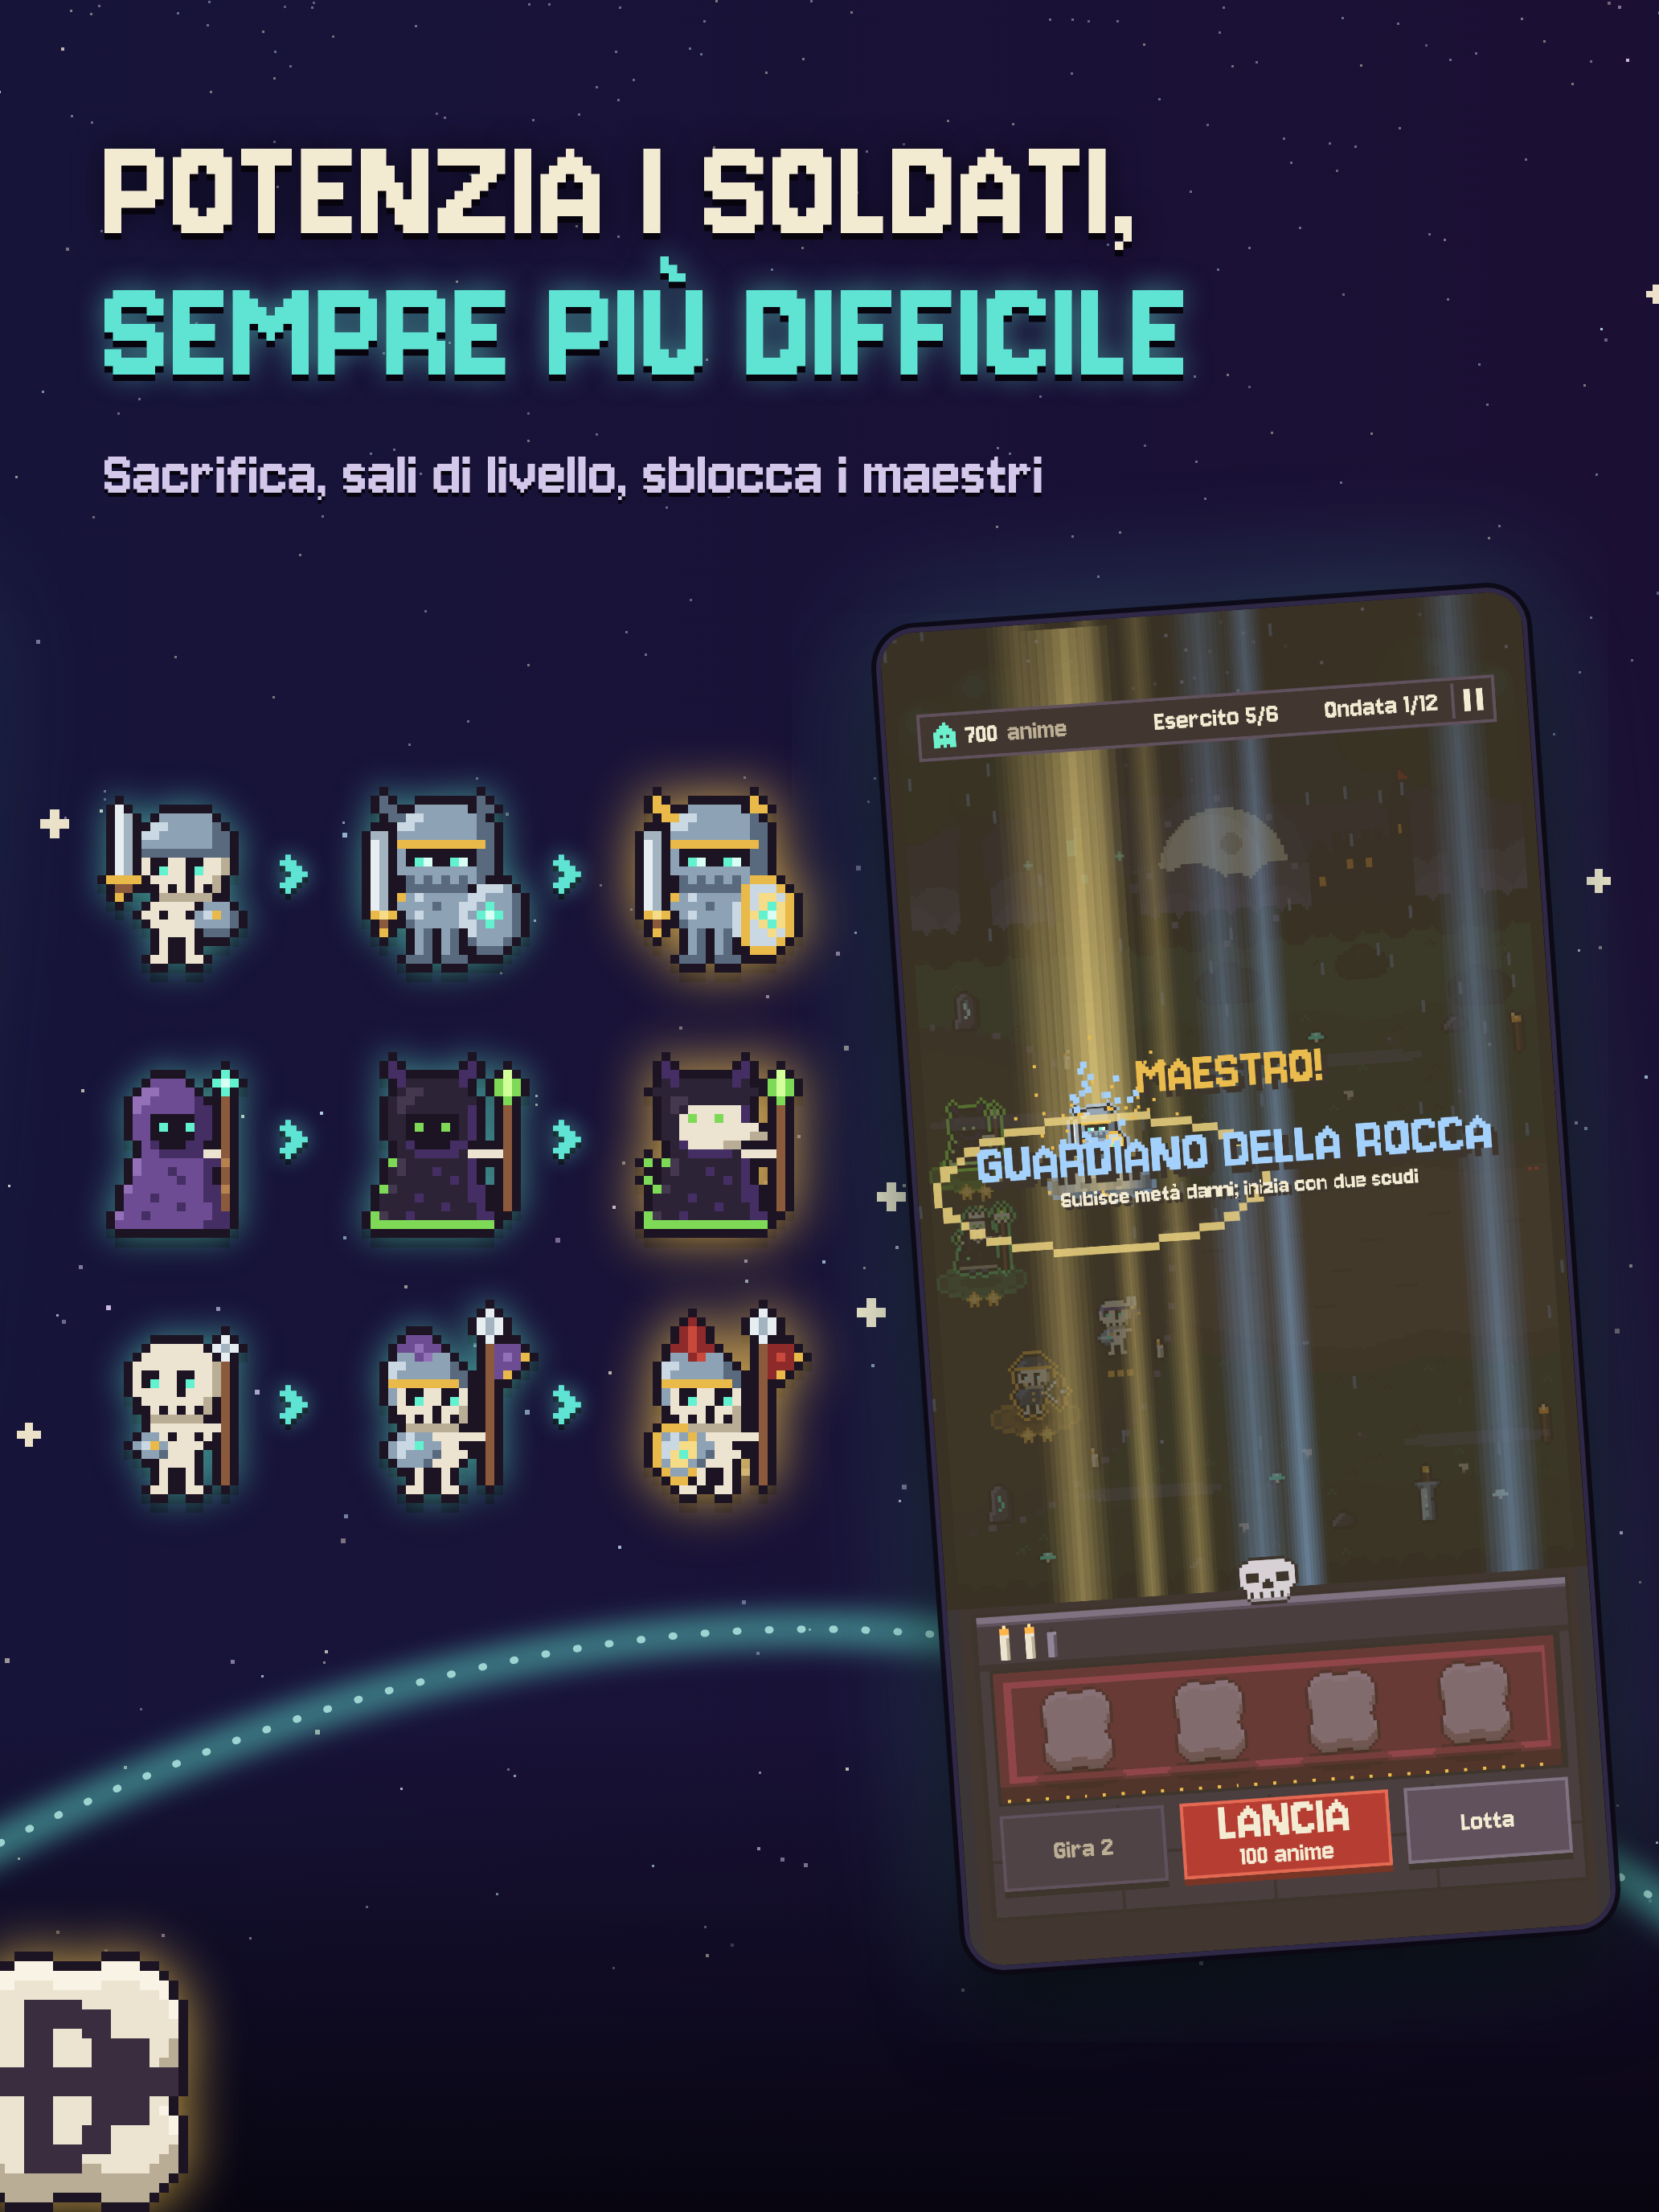 POTENZIA I SOLDATI,
SEMPRE PIÙ DIFFICILE
Sacrifica, sali di livello, sblocca i maestri
700 anime Esercito 5/6 Ondata 1/12
MAESTRO!
GUARDIANO DELLA ROCCA
Subisce metà danni; inizia con due scudi
Gira 2
LANCIA
100 anime
Lotta